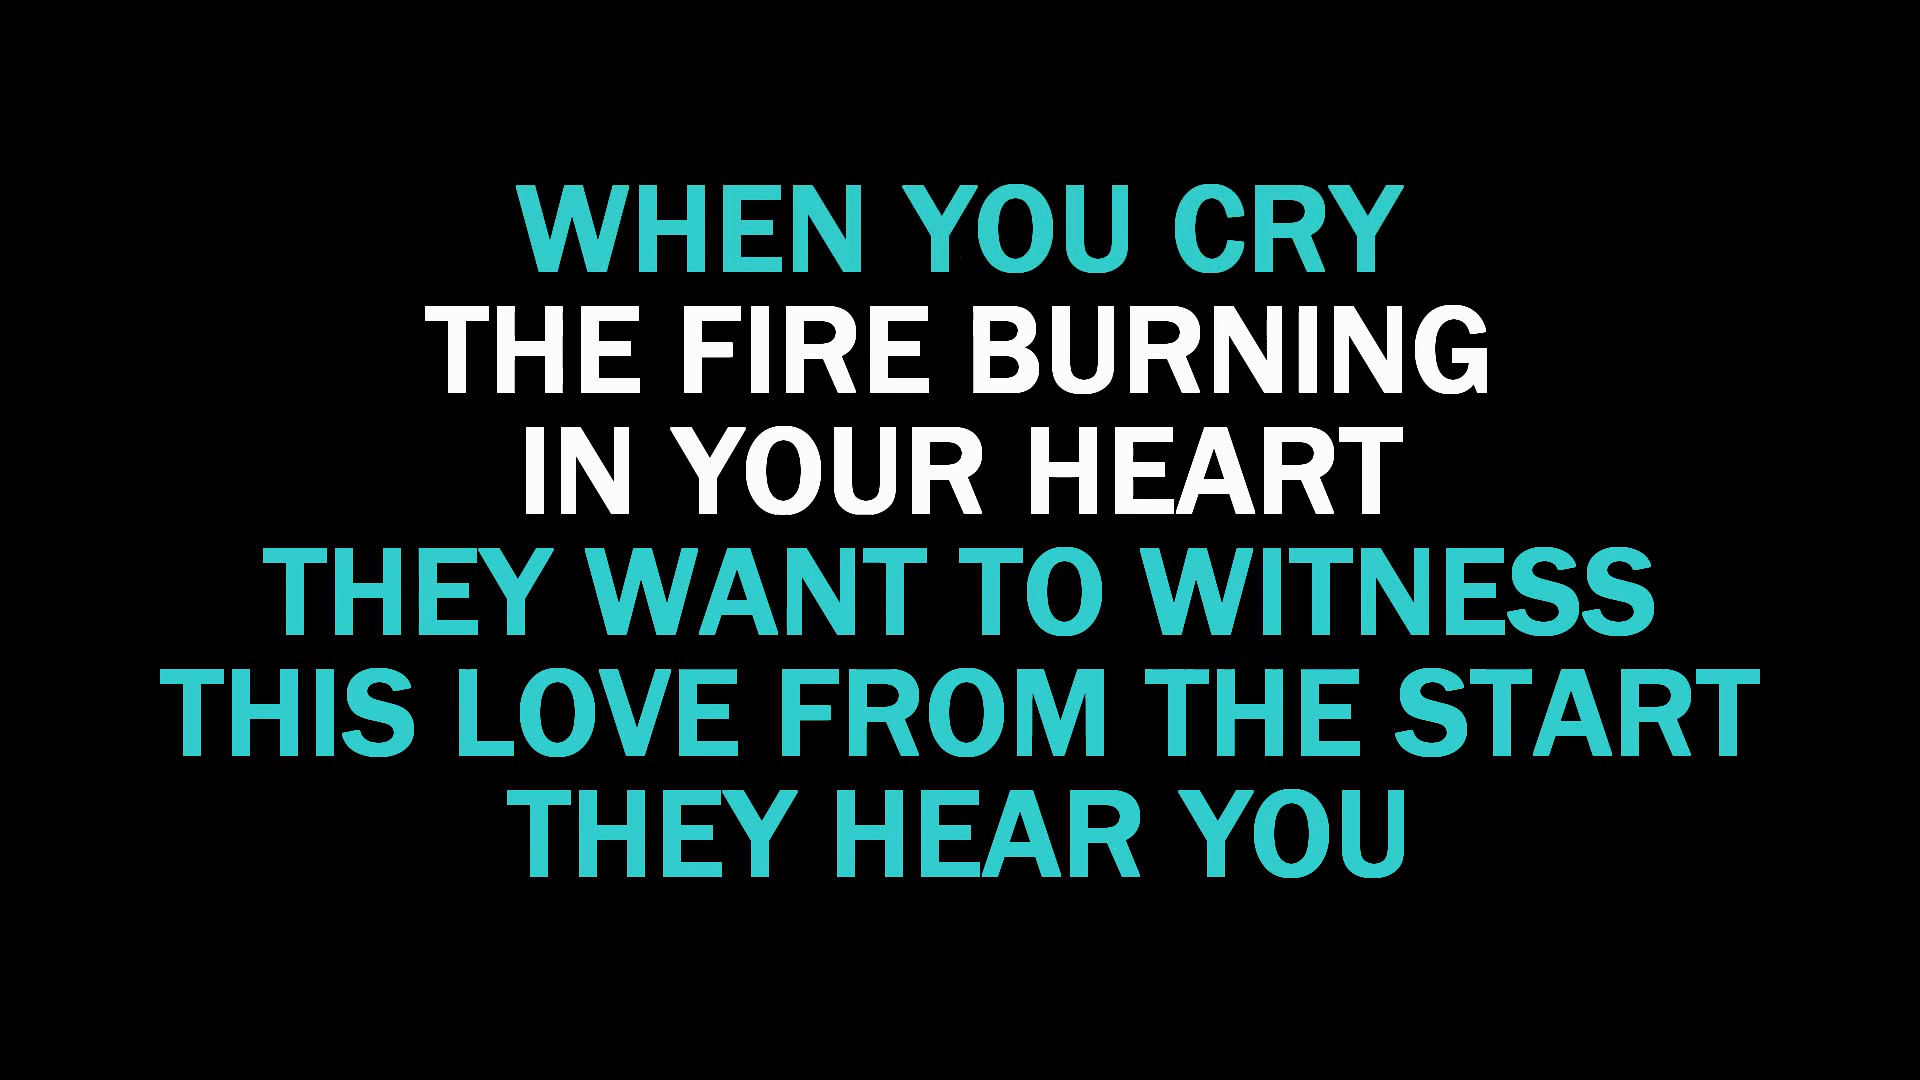 WHEN YOU CRY
THE FIRE BURNING
IN YOUR HEART
THEY WANT TO WITNESS
THIS LOVE FROM THE START
THEY HEAR YOU